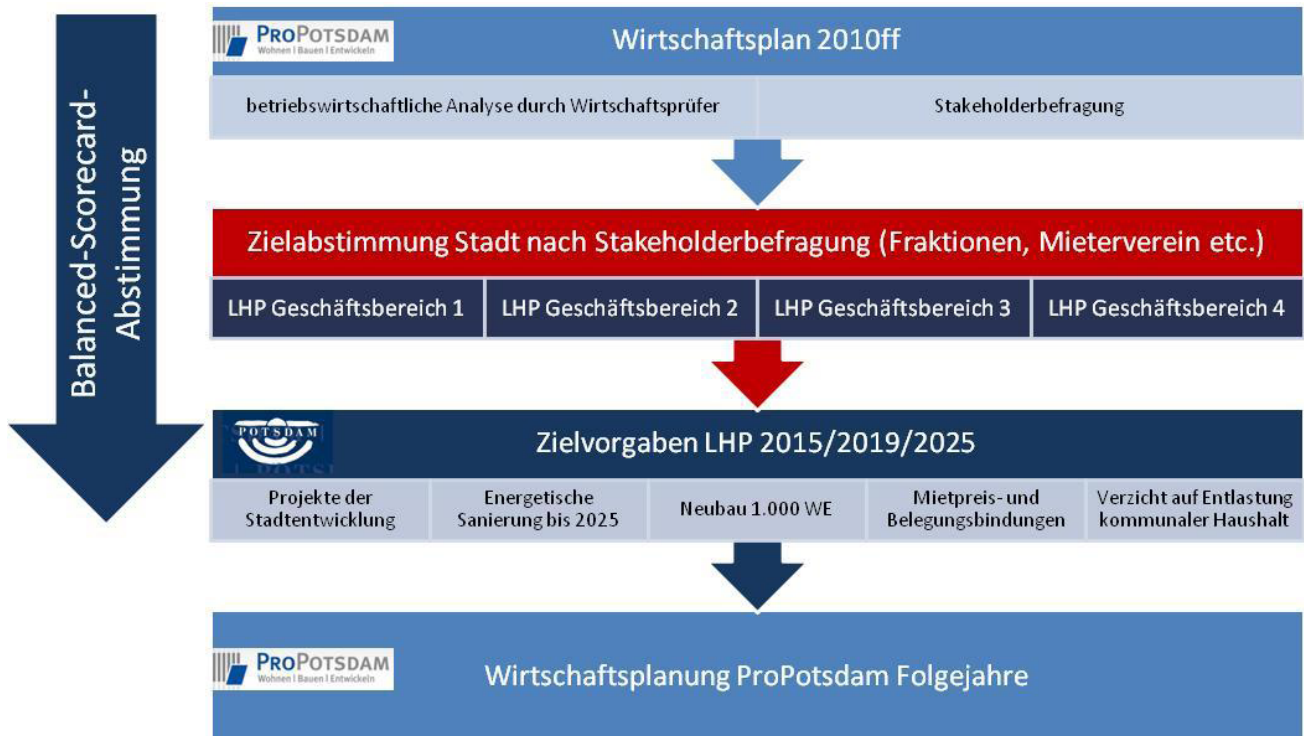 Balanced-Scorecard-
Abstimmung
PROPOTSDAM
Wohnen | Bauen | Entwickeln
Wirtschaftsplan 2010ff
betriebswirtschaftliche Analyse durch Wirtschaftsprüfer
Stakeholderbefragung
Zielabstimmung Stadt nach Stakeholderbefragung (Fraktionen, Mieterverein etc.)
LHP Geschäftsbereich 1
LHP Geschäftsbereich 2
LHP Geschäftsbereich 3
LHP Geschäftsbereich 4
POTSDAM
Zielvorgaben LHP 2015/2019/2025
Projekte der
Stadtentwicklung
Energetische
Sanierung bis 2025
Neubau 1.000 WE
Mietpreis- und
Belegungsbindungen
Verzicht auf Entlastung
kommunaler Haushalt
PROPOTSDAM
Wohnen | Bauen | Entwickeln
Wirtschaftsplanung ProPotsdam Folgejahre